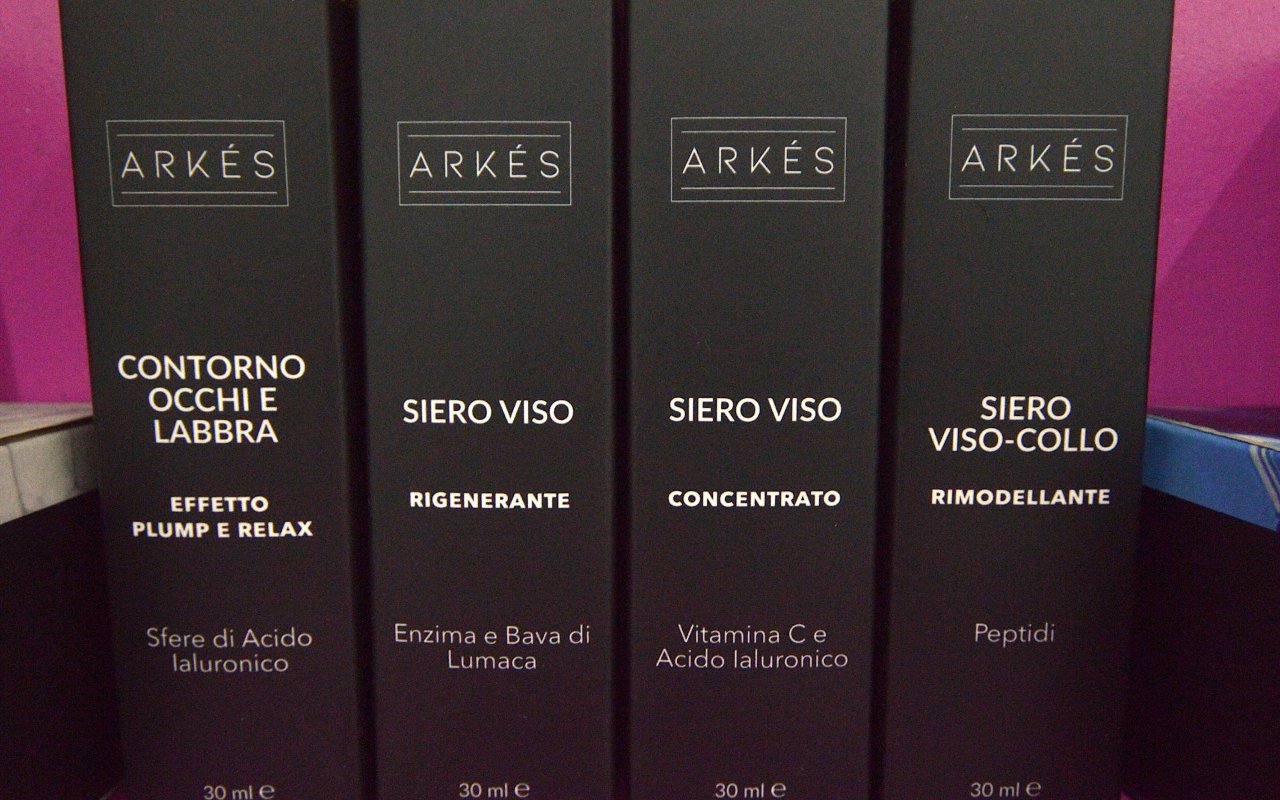 ARKÉS
CONTORNO
OCCHI E
LABBRA
EFFETTO
PLUMP E RELAX
Sfere di Acido
Ialuronico
30 ml ℮
ARKÉS
SIERO VISO
RIGENERANTE
Enzima e Bava di
Lumaca
30 ml ℮
ARKÉS
SIERO VISO
CONCENTRATO
Vitamina C e
Acido Ialuronico
30 ml ℮
ARKÉS
SIERO
VISO-COLLO
RIMODELLANTE
Peptidi
30 ml ℮